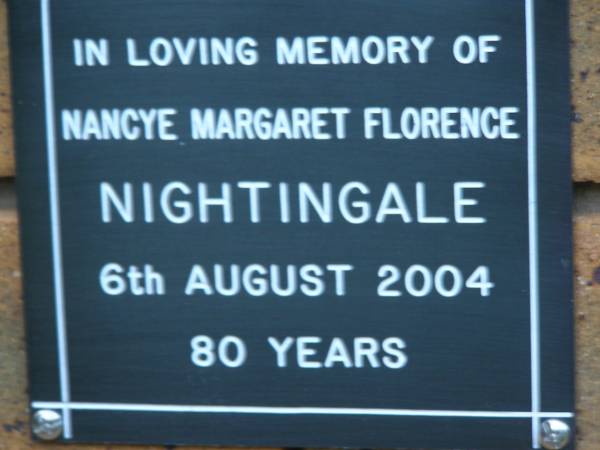 IN LOVING MEMORY OF
NANCYE MARGARET FLORENCE
NIGHTINGALE
6th AUGUST 2004
80 YEARS